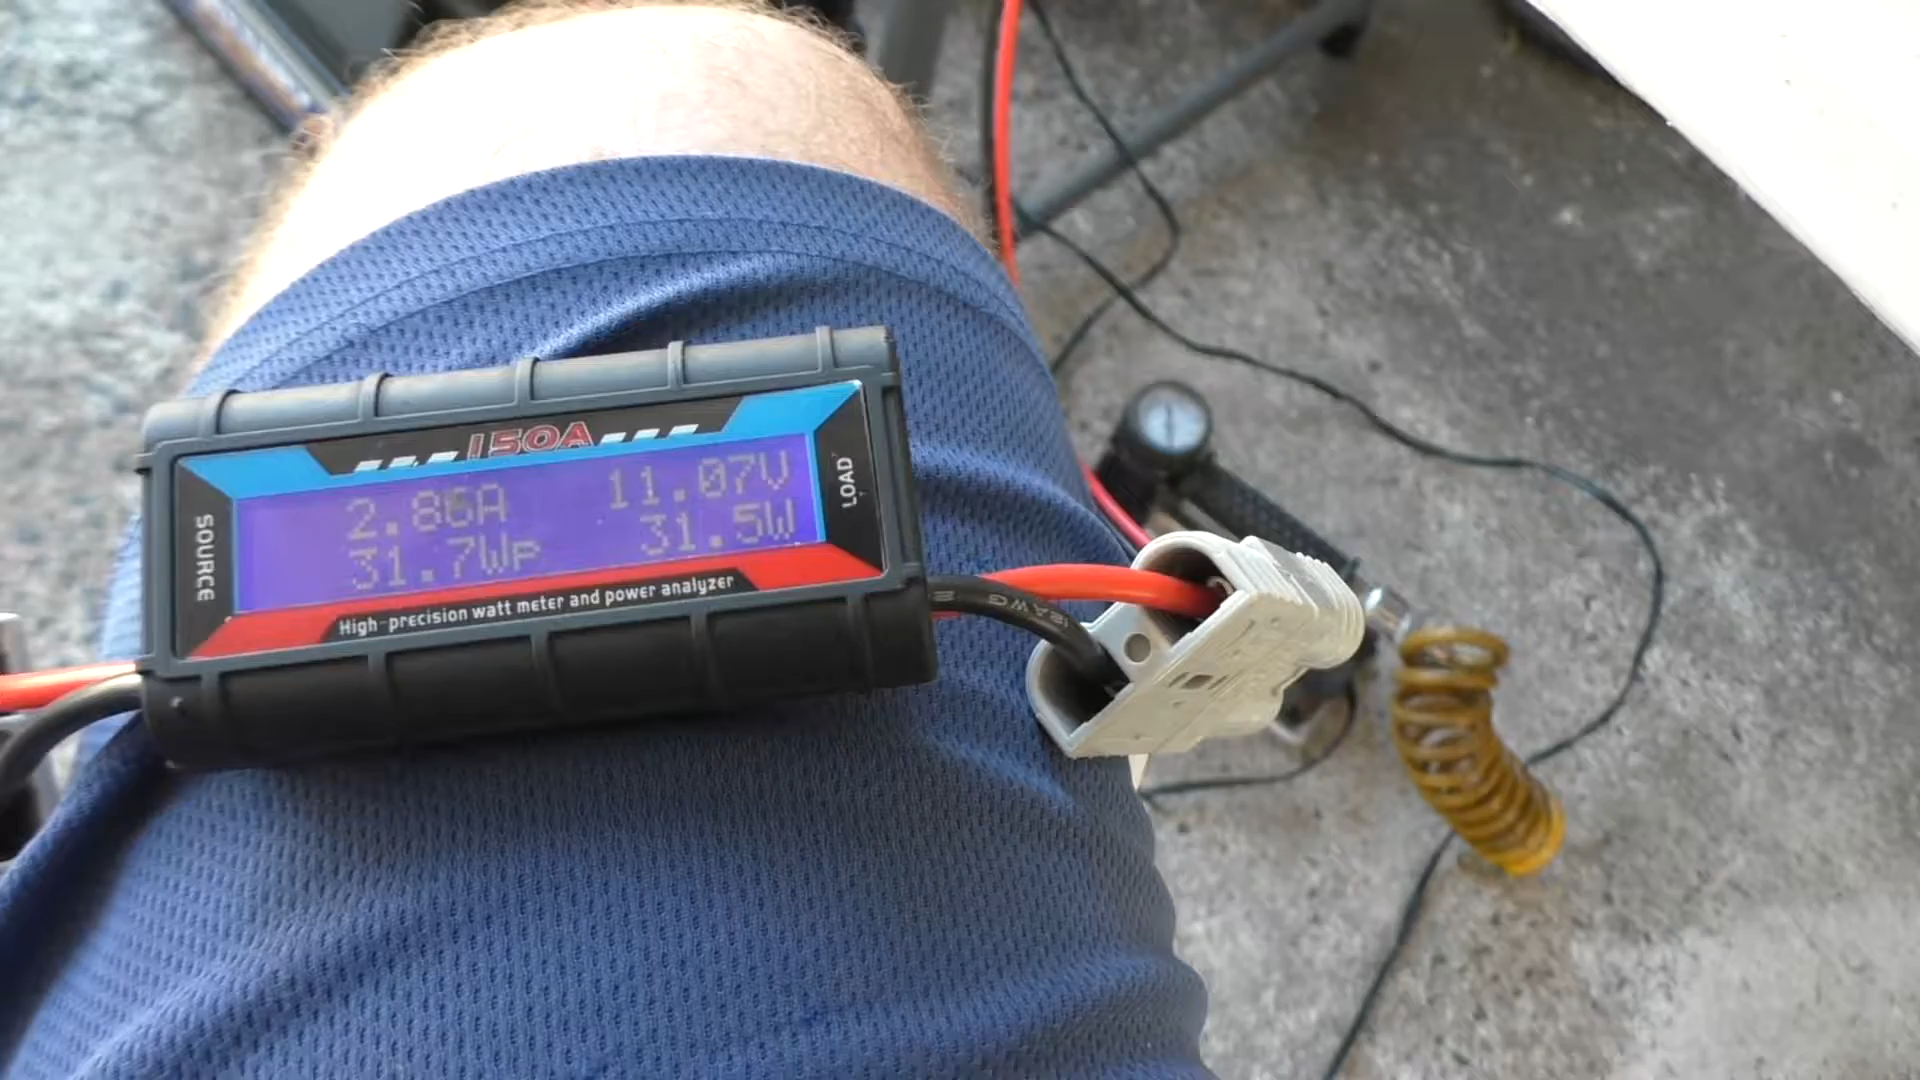 150A
SOURCE
2.86A 11.07V
31.7Wp 31.5W
LOAD
High-precision watt meter and power analyzer
12AWG